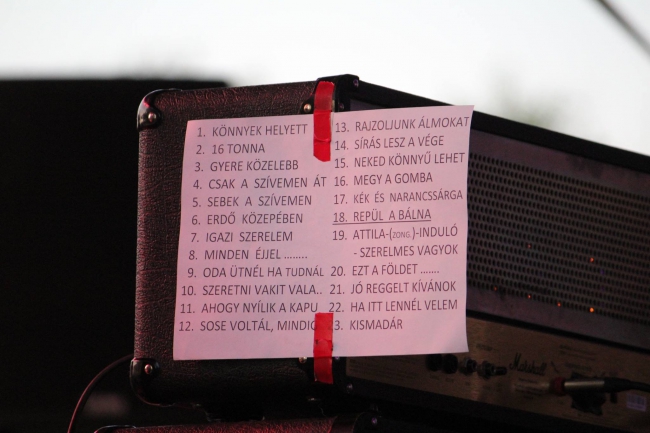 1. KÖNNYEK HELYETT
2. 16 TONNA
3. GYERE KÖZELEBB
4. CSAK A SZÍVEMEN ÁT
5. SEBEK A SZÍVEMEN
6. ERDŐ KÖZEPÉBEN
7. IGAZI SZERELEM
8. MINDEN ÉJJEL ........
9. ODA ÜTNÉL HA TUDNÁL
10. SZERETNI VAKIT VALA..
11. AHOGY NYÍLIK A KAPU
12. SOSE VOLTÁL, MINDIG
13. RAJZOLJUNK ÁLMOKAT
14. SÍRÁS LESZ A VÉGE
15. NEKED KÖNNYŰ LEHET
16. MEGY A GOMBA
17. KÉK ÉS NARANCSSÁRGA
18. REPÜL A BÁLNA
19. ATTILA-(ZONG.)-INDULÓ
- SZERELMES VAGYOK
20. EZT A FÖLDET ......
21. JÓ REGGELT KÍVÁNOK
22. HA ITT LENNÉL VELEM
3. KISMADÁR